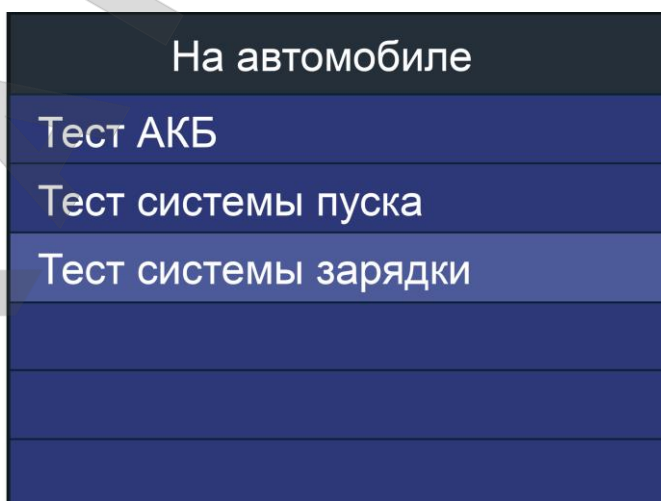 На автомобиле
Тест АКБ
Тест системы пуска
Тест системы зарядки